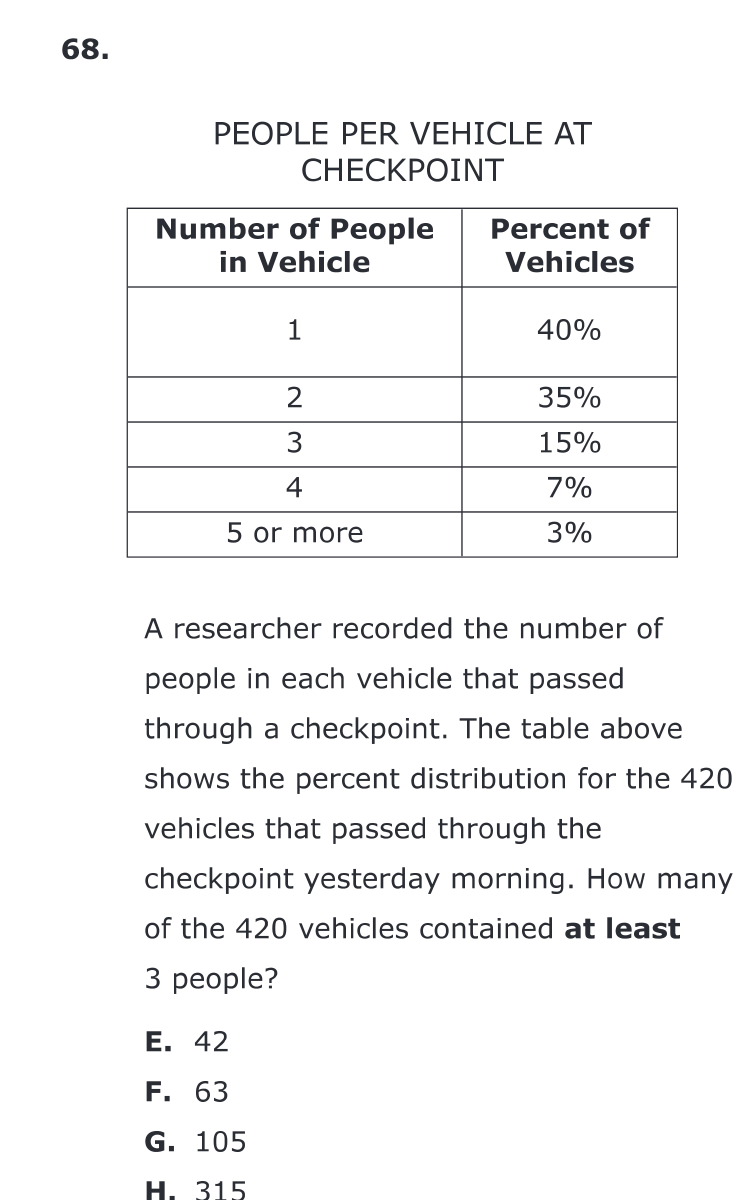 68.
PEOPLE PER VEHICLE AT
CHECKPOINT
Number of People in Vehicle	Percent of Vehicles
1	40%
2	35%
3	15%
4	7%
5 or more	3%
A researcher recorded the number of
people in each vehicle that passed
through a checkpoint. The table above
shows the percent distribution for the 420
vehicles that passed through the
checkpoint yesterday morning. How many
of the 420 vehicles contained at least
3 people?
E. 42
F. 63
G. 105
H. 315